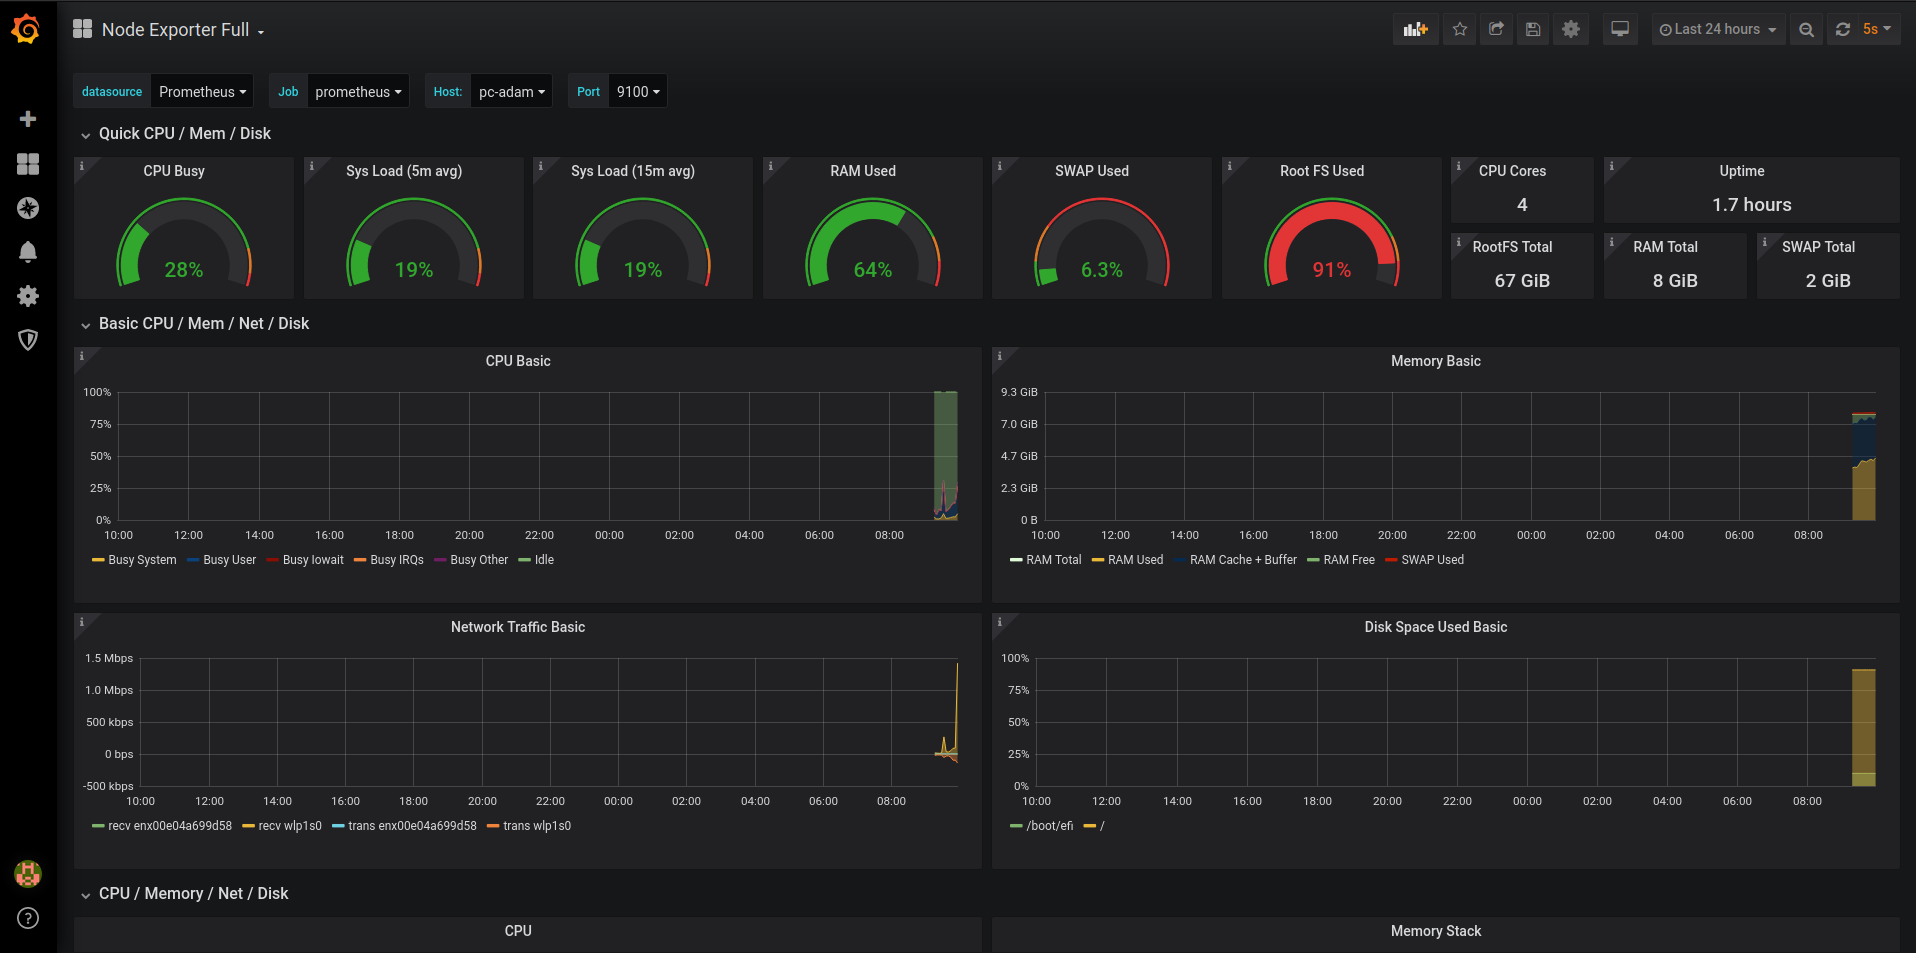 Node Exporter Full
Last 24 hours
5s
datasource Prometheus Job prometheus Host: pc-adam Port 9100
Quick CPU / Mem / Disk
CPU Busy
28%
Sys Load (5m avg)
19%
Sys Load (15m avg)
19%
RAM Used
64%
SWAP Used
6.3%
Root FS Used
91%
CPU Cores
4
Uptime
1.7 hours
RootFS Total
67 GiB
RAM Total
8 GiB
SWAP Total
2 GiB
Basic CPU / Mem / Net / Disk
CPU Basic
100%
75%
50%
25%
0%
10:00 12:00 14:00 16:00 18:00 20:00 22:00 00:00 02:00 04:00 06:00 08:00
Busy System Busy User Busy Iowait Busy IRQs Busy Other Idle
Memory Basic
9.3 GiB
7.0 GiB
4.7 GiB
2.3 GiB
0 B
10:00 12:00 14:00 16:00 18:00 20:00 22:00 00:00 02:00 04:00 06:00 08:00
RAM Total RAM Used RAM Cache + Buffer RAM Free SWAP Used
Network Traffic Basic
1.5 Mbps
1.0 Mbps
500 kbps
0 bps
-500 kbps
10:00 12:00 14:00 16:00 18:00 20:00 22:00 00:00 02:00 04:00 06:00 08:00
recv enx00e04a699d58 recv wlp1s0 trans enx00e04a699d58 trans wlp1s0
Disk Space Used Basic
100%
75%
50%
25%
0%
10:00 12:00 14:00 16:00 18:00 20:00 22:00 00:00 02:00 04:00 06:00 08:00
/boot/efi /
CPU / Memory / Net / Disk
CPU
Memory Stack